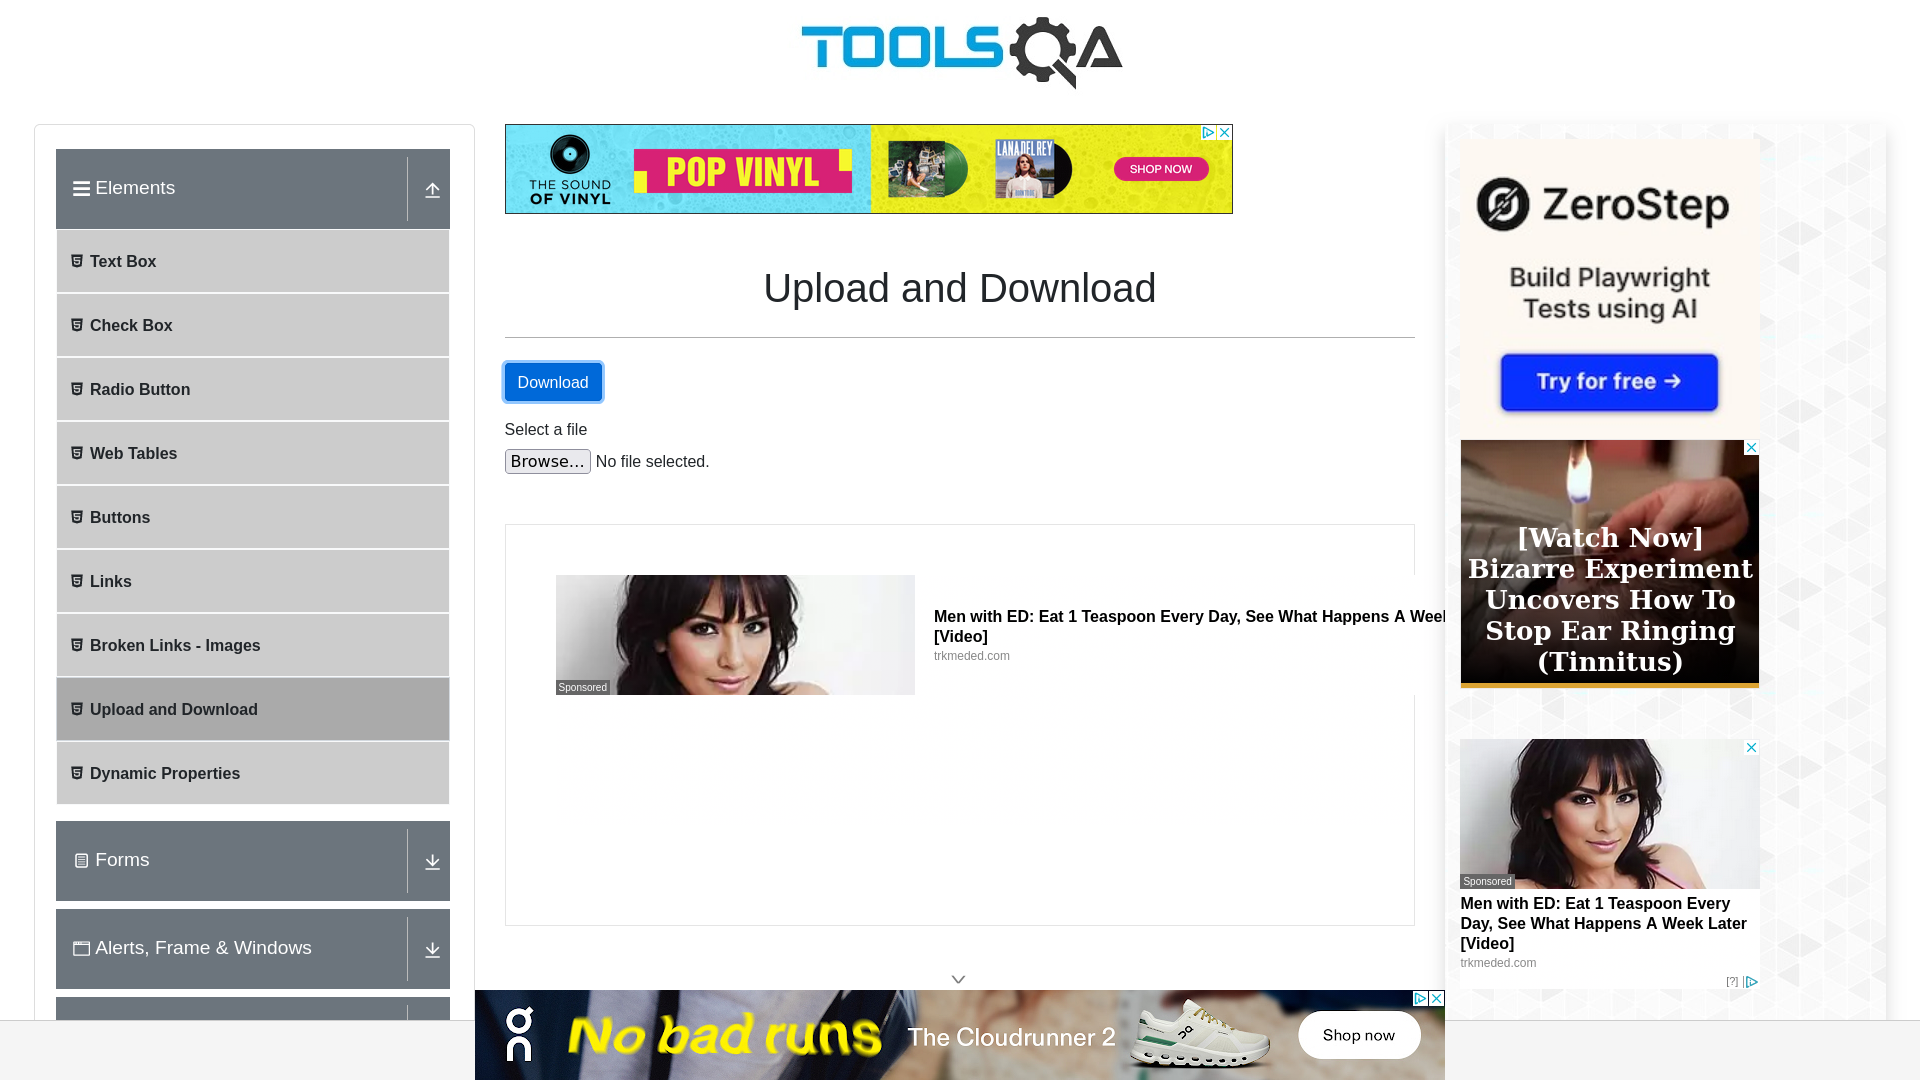 TOOLSQA
Elements
Text Box
Check Box
Radio Button
Web Tables
Buttons
Links
Broken Links - Images
Upload and Download
Dynamic Properties
Forms
Alerts, Frame & Windows
THE SOUND
OF VINYL
POP VINYL
LANA DEL REY
SHOP NOW
Upload and Download
Download
Select a file
Browse... No file selected.
Men with ED: Eat 1 Teaspoon Every Day, See What Happens A Week
[Video]
trkmeded.com
Sponsored
ZeroStep
Build Playwright
Tests using AI
Try for free →
[Watch Now]
Bizarre Experiment
Uncovers How To
Stop Ear Ringing
(Tinnitus)
Sponsored
Men with ED: Eat 1 Teaspoon Every
Day, See What Happens A Week Later
[Video]
trkmeded.com
[?]
on
No bad runs
The Cloudrunner 2
Shop now